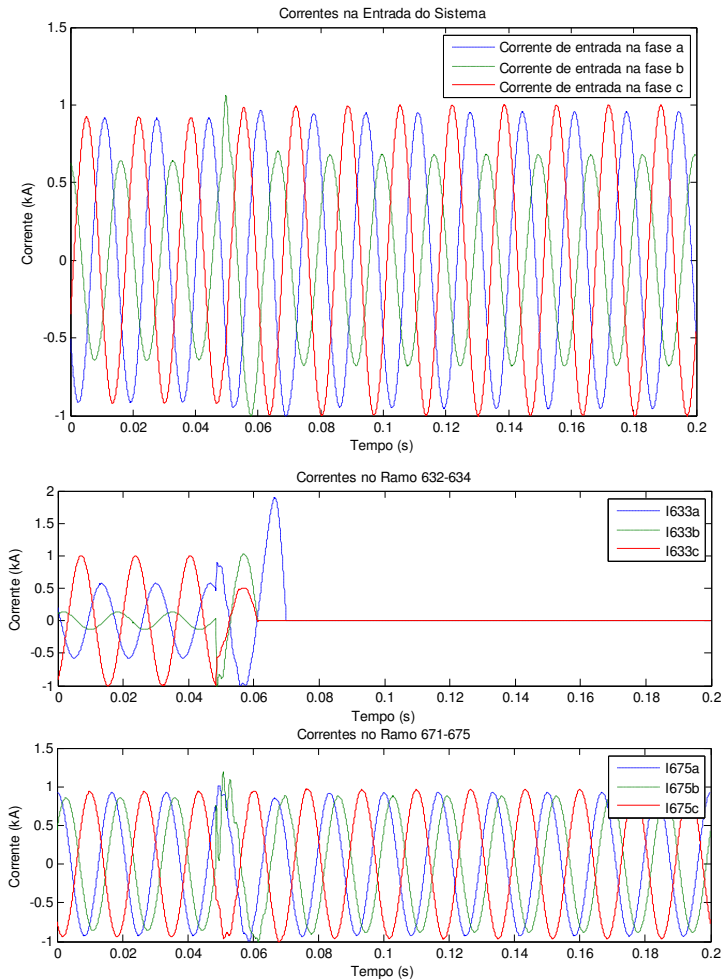 Correntes na Entrada do Sistema
1.5
1
0.5
0
-0.5
-1
Corrente (kA)
Corrente de entrada na fase a
Corrente de entrada na fase b
Corrente de entrada na fase c
0 0.02 0.04 0.06 0.08 0.1 0.12 0.14 0.16 0.18 0.2
Tempo (s)
Correntes no Ramo 632-634
2
1.5
1
0.5
0
-0.5
-1
Corrente (kA)
I633a
I633b
I633c
0 0.02 0.04 0.06 0.08 0.1 0.12 0.14 0.16 0.18 0.2
Tempo (s)
Correntes no Ramo 671-675
1.5
1
0.5
0
-0.5
-1
Corrente (kA)
I675a
I675b
I675c
0 0.02 0.04 0.06 0.08 0.1 0.12 0.14 0.16 0.18 0.2
Tempo (s)